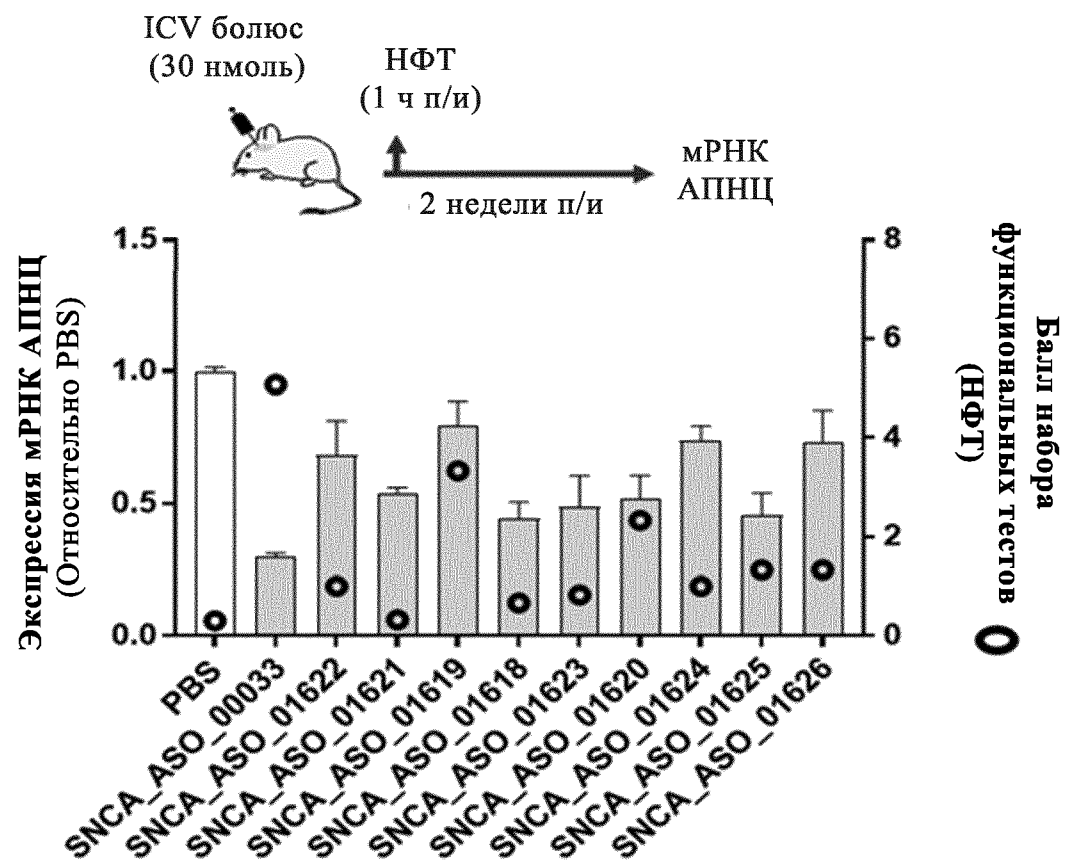 ICV болюс
(30 нмоль)
НФТ
(1 ч п/и)
мРНК
АПНЦ
2 недели п/и
Экспрессия мРНК АПНЦ
(Относительно PBS)
1.5
1.0
0.5
0.0
8
6
4
2
0
Балл набора
функциональных тестов
(НФТ)
PBS
SNCA_ASO_00033
SNCA_ASO_01622
SNCA_ASO_01621
SNCA_ASO_01619
SNCA_ASO_01618
SNCA_ASO_01623
SNCA_ASO_01620
SNCA_ASO_01624
SNCA_ASO_01625
SNCA_ASO_01626